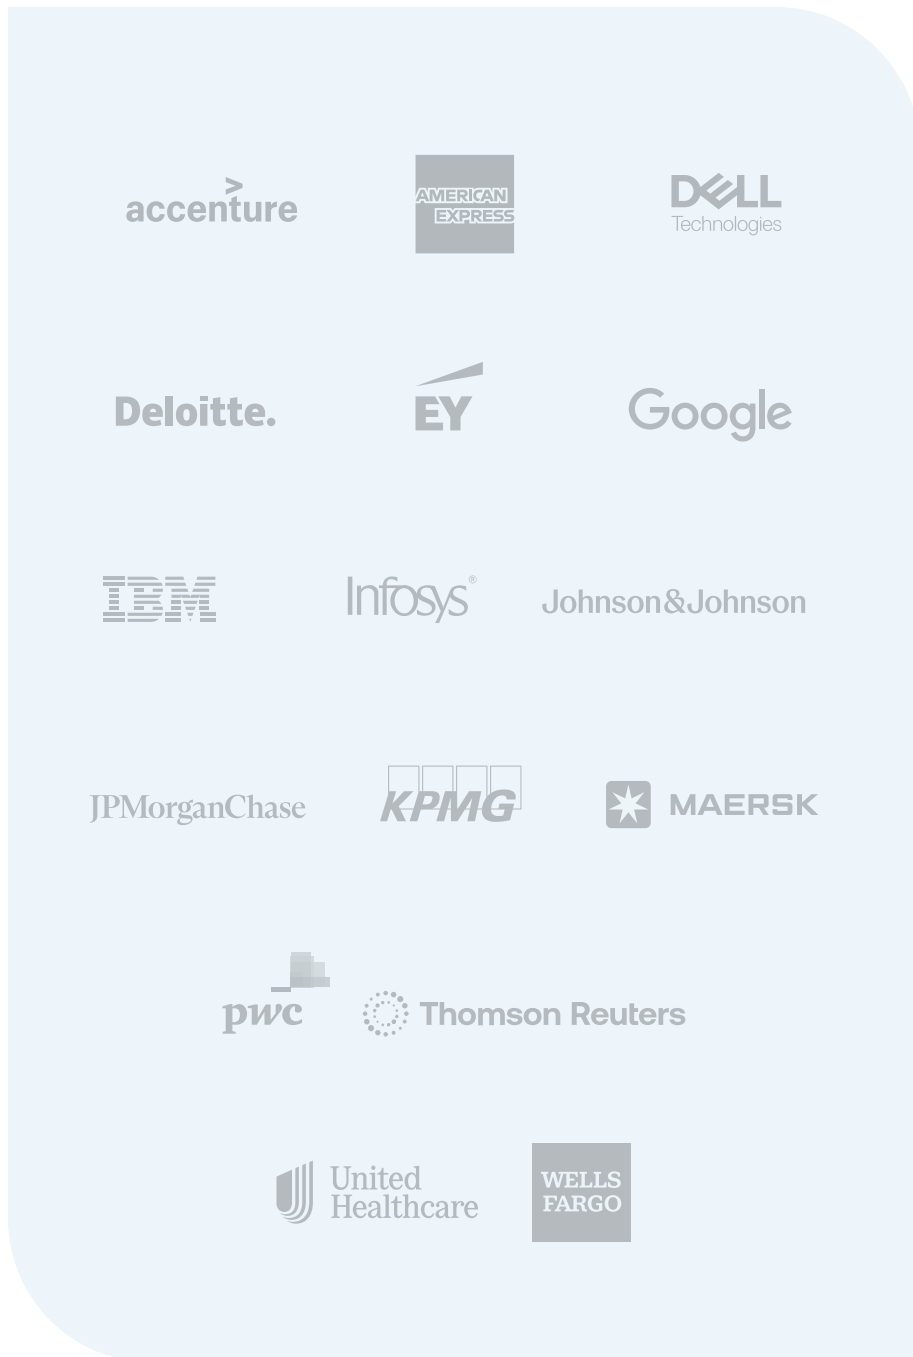 accenture
AMERICAN
EXPRESS
DELL
Technologies
Deloitte.
EY
Google
IBM
Infosys®
Johnson&Johnson
JPMorganChase
KPMG
MAERSK
pwc
Thomson Reuters
United
Healthcare
WELLS
FARGO